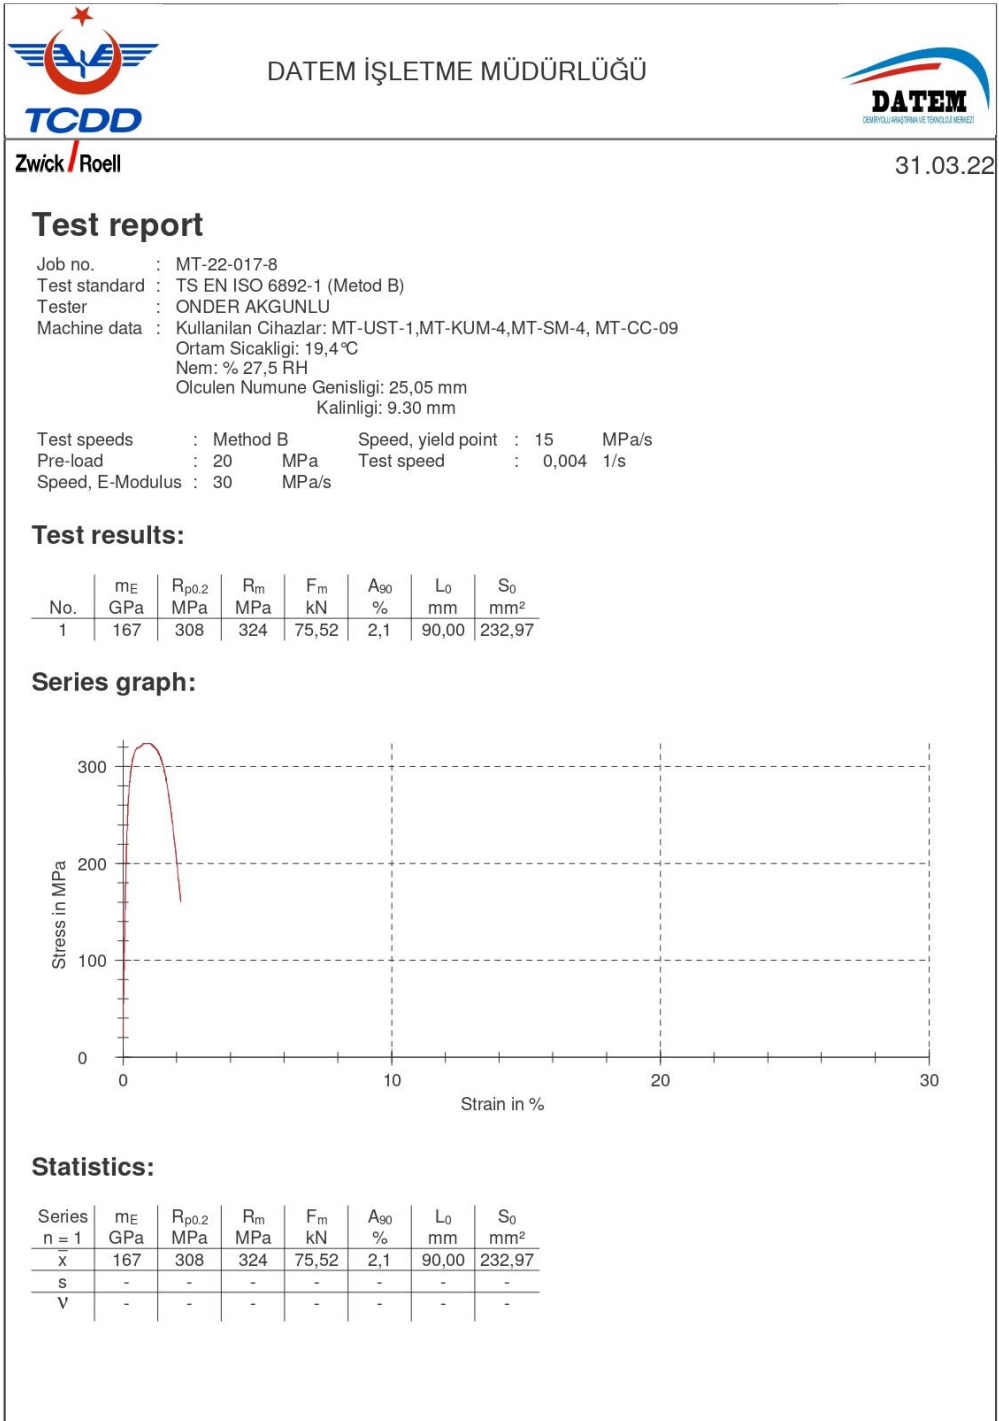 DATEM İŞLETME MÜDÜRLÜĞÜ
TCDD
DATEM
DEMİRYOLU ARAŞTIRMA VE TEKNOLOJİ MERKEZİ
Zwick / Roell
31.03.22
Test report
Job no. : MT-22-017-8
Test standard : TS EN ISO 6892-1 (Metod B)
Tester : ONDER AKGUNLU
Machine data : Kullanilan Cihazlar: MT-UST-1,MT-KUM-4,MT-SM-4, MT-CC-09
Ortam Sicakligi: 19,4°C
Nem: % 27,5 RH
Olculen Numune Genisligi: 25,05 mm
Kalinligi: 9.30 mm
Test speeds : Method B Speed, yield point : 15 MPa/s
Pre-load : 20 MPa Test speed : 0,004 1/s
Speed, E-Modulus : 30 MPa/s
Test results:
mE Rp0.2 Rm Fm A90 L0 S0
No. GPa MPa MPa kN % mm mm²
1 167 308 324 75,52 2,1 90,00 232,97
Series graph:
300
200
100
0
Stress in MPa
0 10 20 30
Strain in %
Statistics:
Series mE Rp0.2 Rm Fm A90 L0 S0
n = 1 GPa MPa MPa kN % mm mm²
x̅ 167 308 324 75,52 2,1 90,00 232,97
s - - - - - - -
ν - - - - - - -